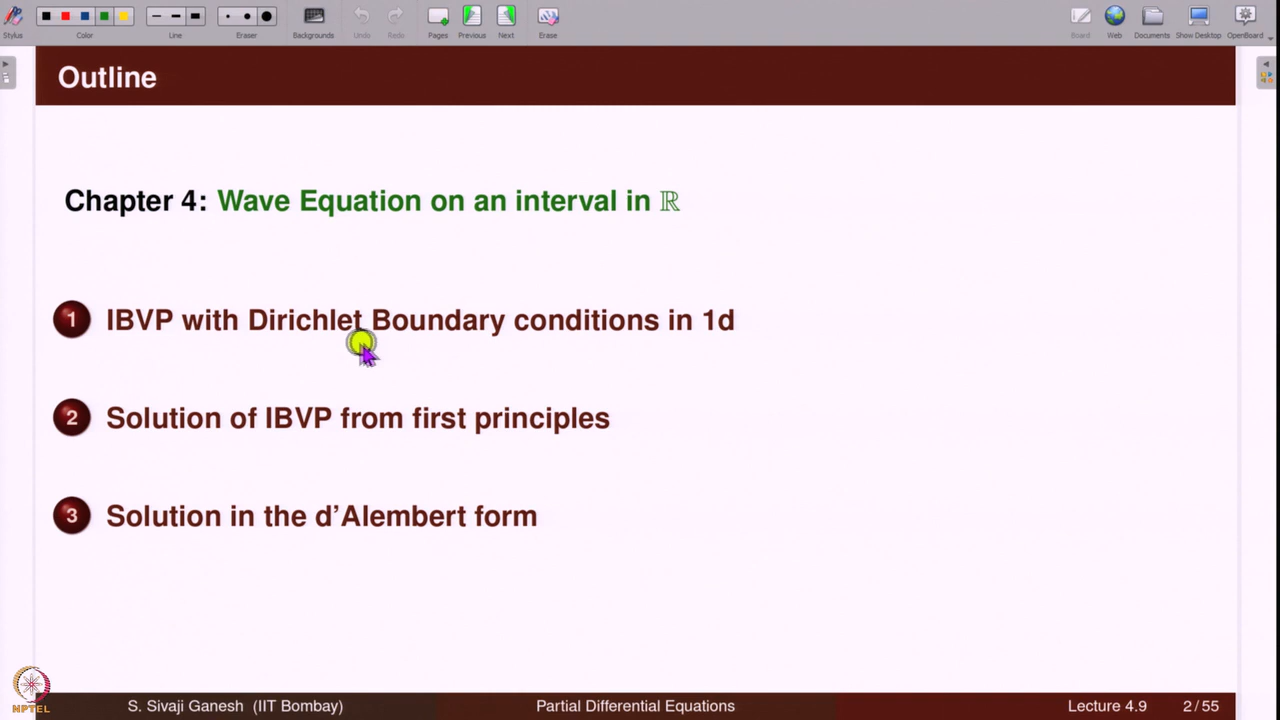 Stylus Color Line Eraser Backgrounds Undo Redo Pages Previous Next Erase Board Web Documents Show Desktop OpenBoard
Outline
Chapter 4: Wave Equation on an interval in ℝ
1 IBVP with Dirichlet Boundary conditions in 1d
2 Solution of IBVP from first principles
3 Solution in the d'Alembert form
NPTEL
S. Sivaji Ganesh (IIT Bombay) Partial Differential Equations Lecture 4.9 2 / 55